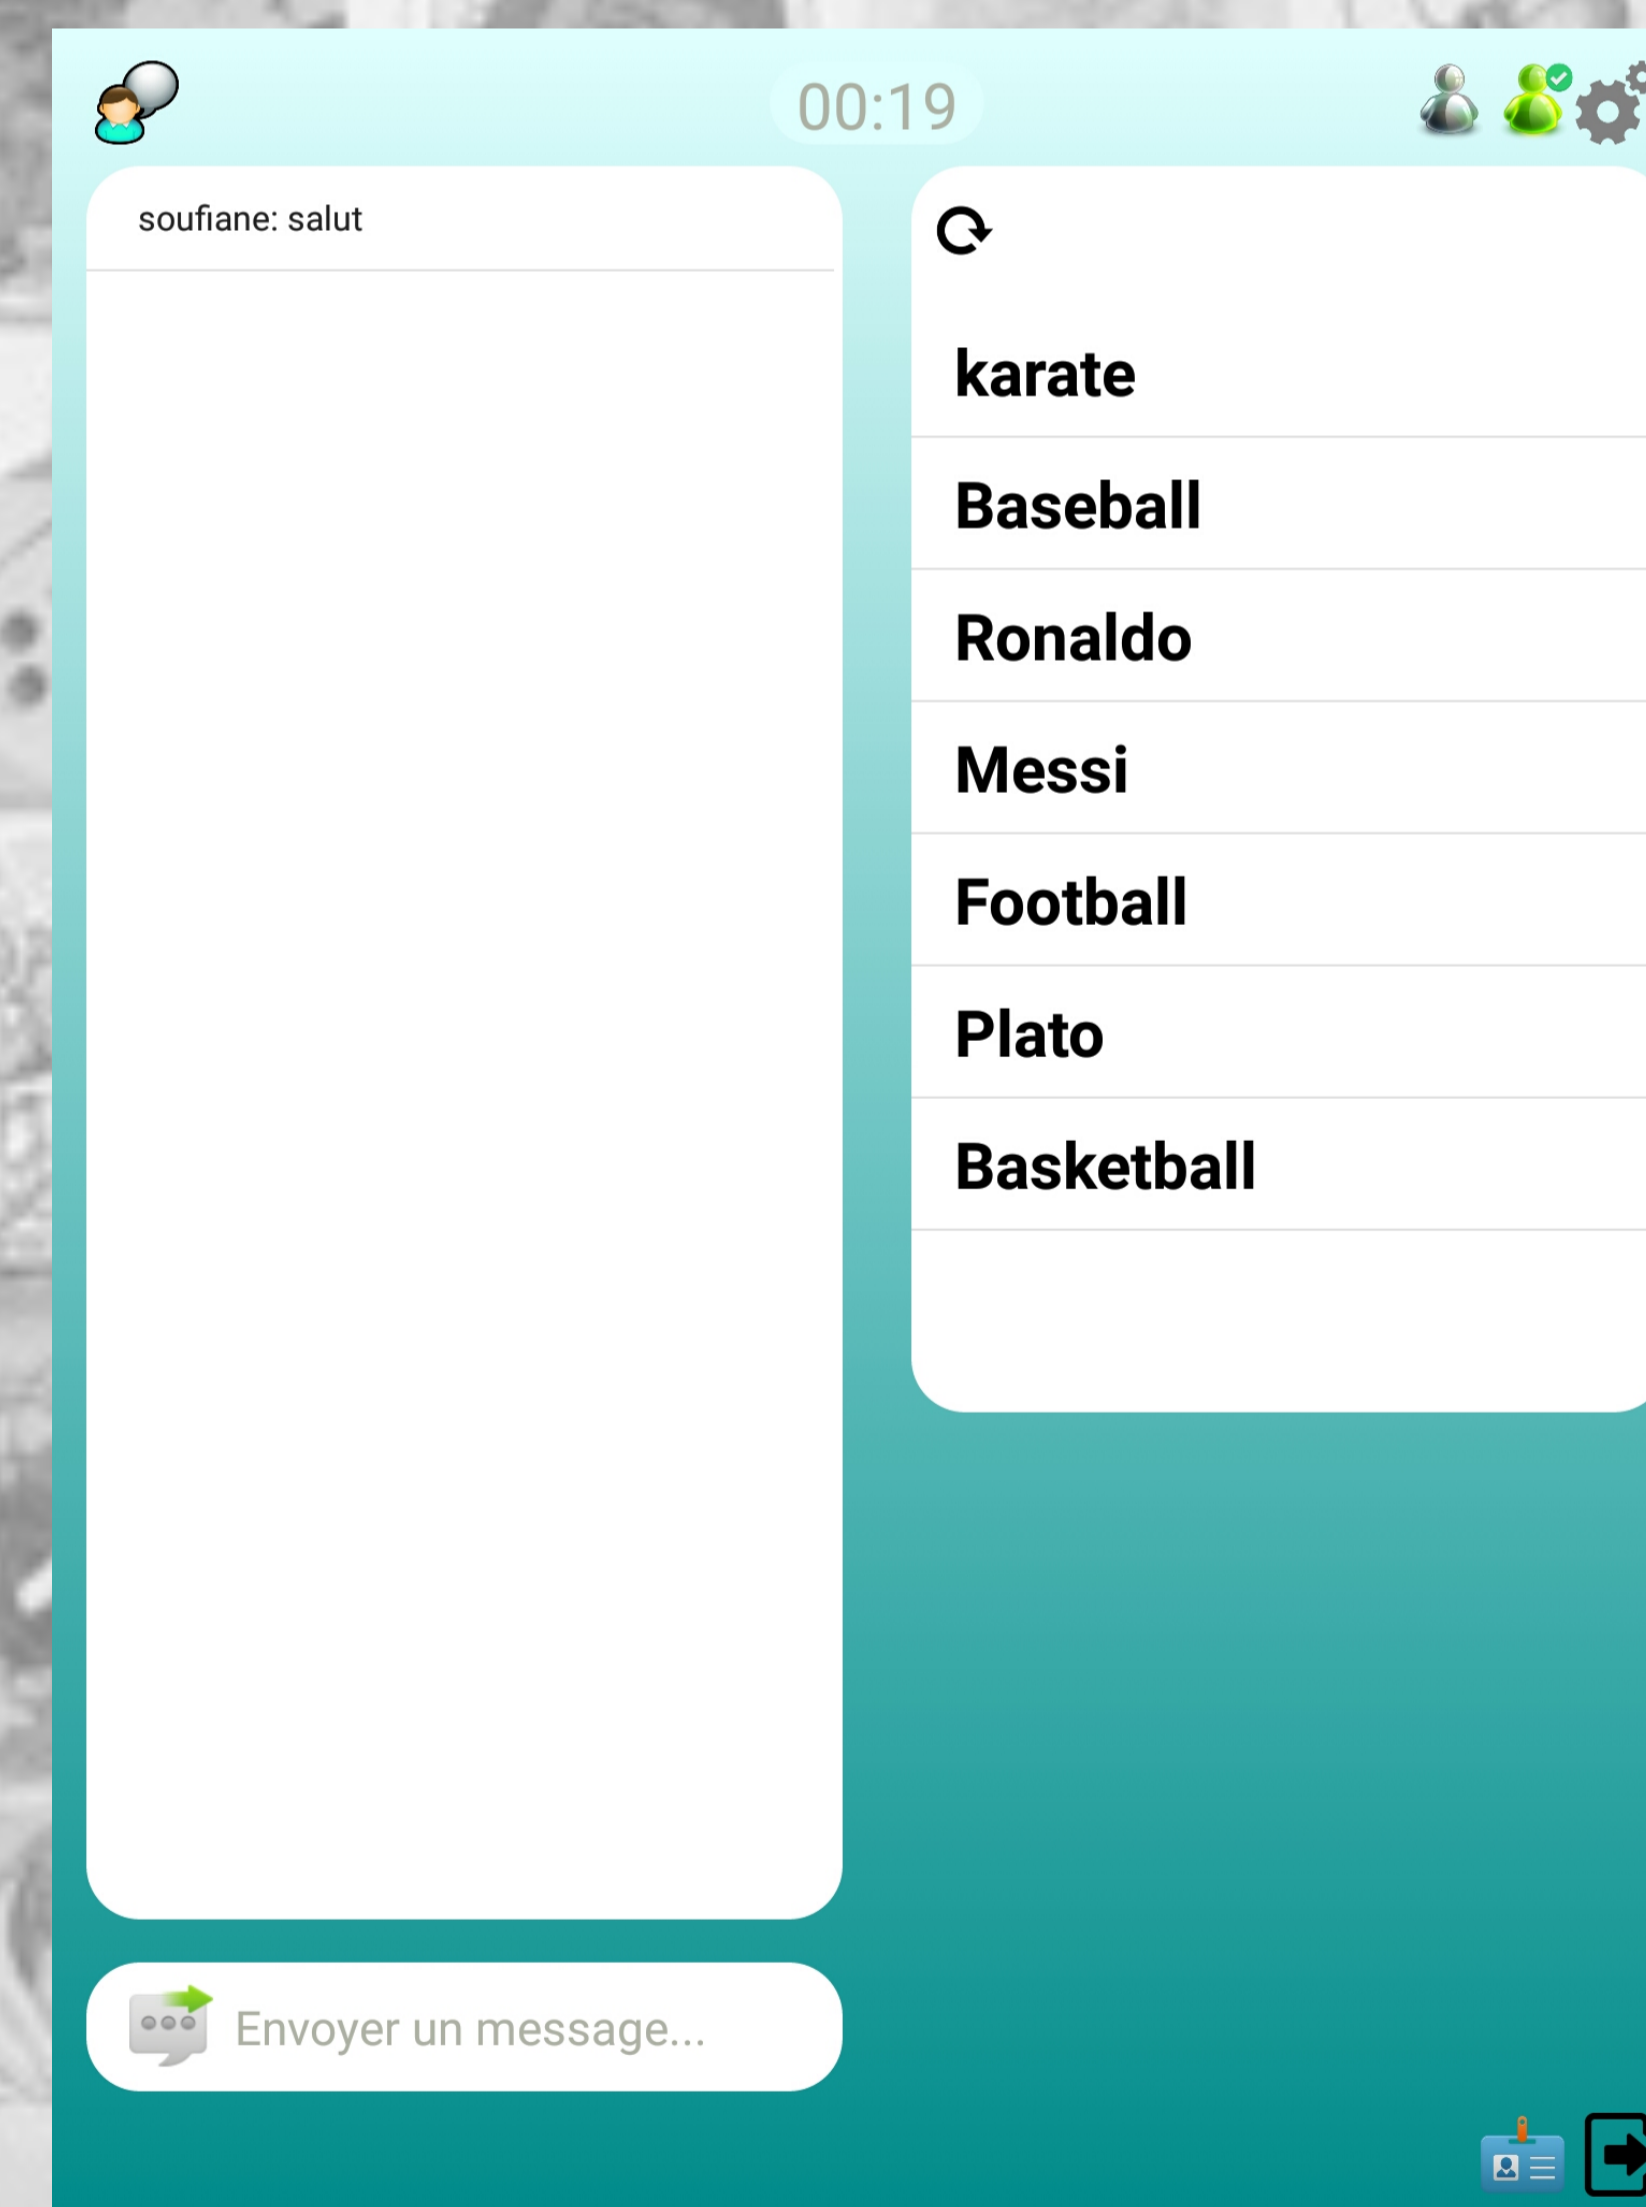 00:19
soufiane: salut
karate
Baseball
Ronaldo
Messi
Football
Plato
Basketball
Envoyer un message...